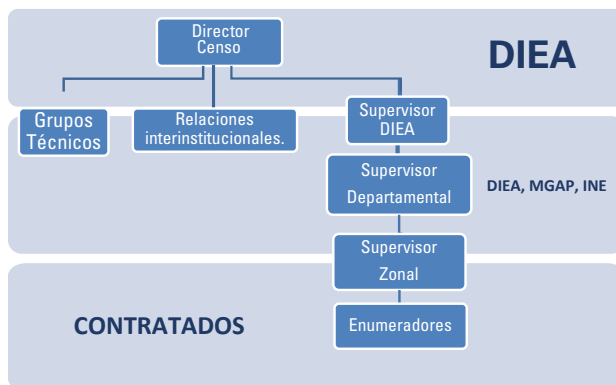 Director
Censo
DIEA
Grupos
Técnicos
Relaciones
interinstitucionales.
Supervisor
DIEA
Supervisor
Departamental
DIEA, MGAP, INE
Supervisor
Zonal
CONTRATADOS
Enumeradores